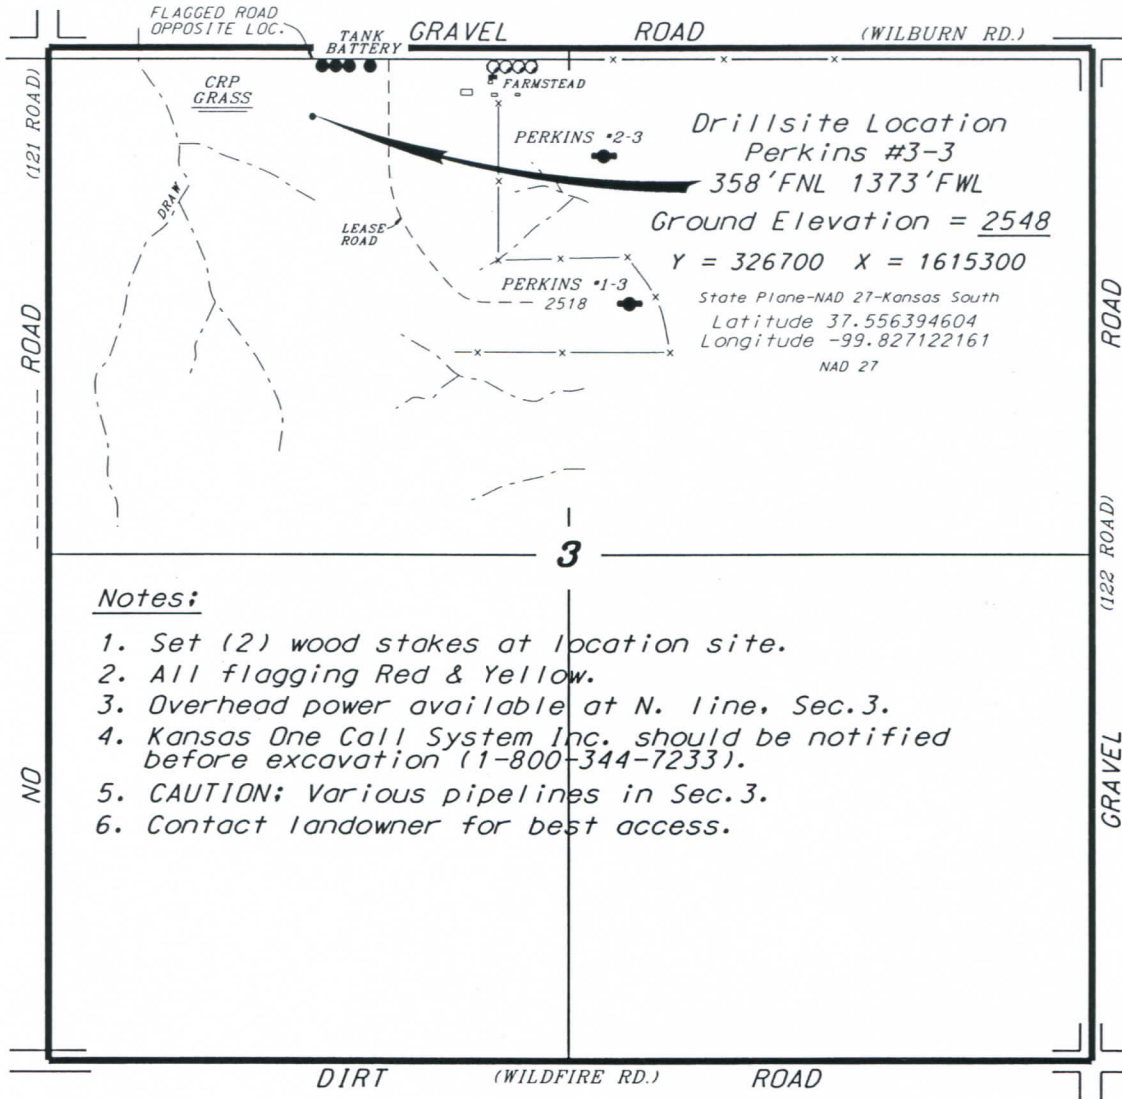 FLAGGED ROAD
OPPOSITE LOC.
TANK
BATTERY
GRAVEL ROAD (WILBURN RD.)
(121 ROAD)
CRP
GRASS
FARMSTEAD
PERKINS #2-3
Drillsite Location
Perkins #3-3
358'FNL 1373'FWL
DRAW
LEASE
ROAD
Ground Elevation = 2548
Y = 326700 X = 1615300
PERKINS #1-3
2518
State Plane-NAD 27-Kansas South
Latitude 37.556394604
Longitude -99.827122161
NAD 27
NO ROAD
3
GRAVEL ROAD
(122 ROAD)
Notes:
1. Set (2) wood stakes at location site.
2. All flagging Red & Yellow.
3. Overhead power available at N. line, Sec.3.
4. Kansas One Call System Inc. should be notified
before excavation (1-800-344-7233).
5. CAUTION: Various pipelines in Sec.3.
6. Contact landowner for best access.
DIRT (WILDFIRE RD.) ROAD